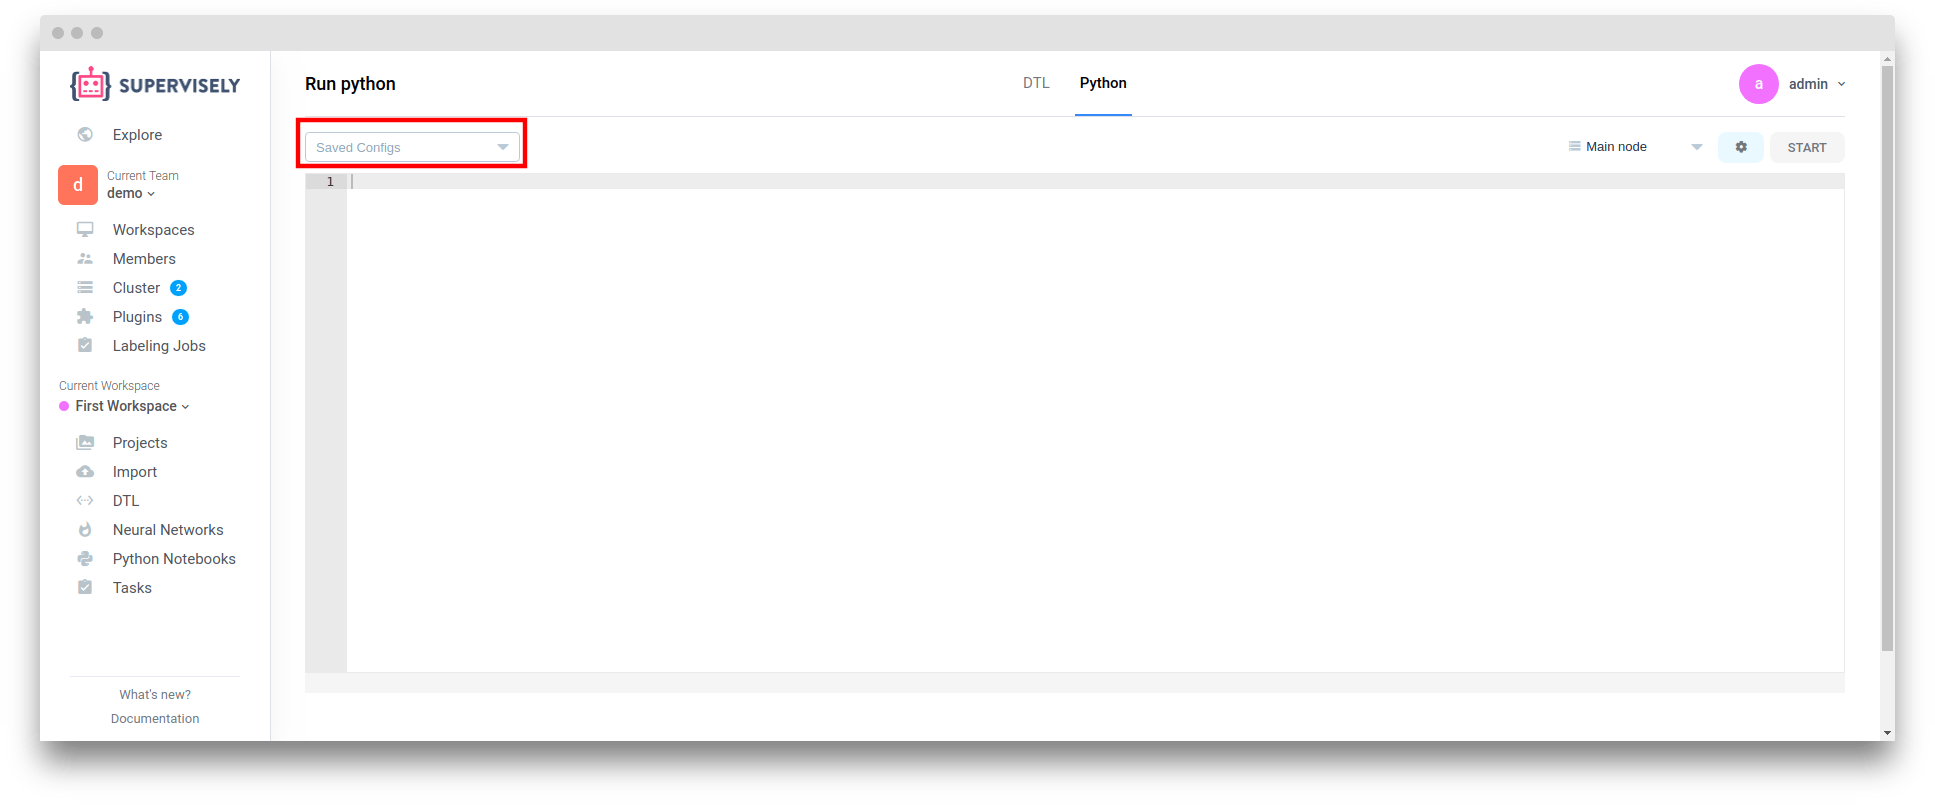 SUPERVISELY
Explore
d
Current Team
demo
Workspaces
Members
Cluster 2
Plugins 6
Labeling Jobs
Current Workspace
First Workspace
Projects
Import
DTL
Neural Networks
Python Notebooks
Tasks
What's new?
Documentation
Run python
DTL Python
a admin
Saved Configs
Main node
START
1